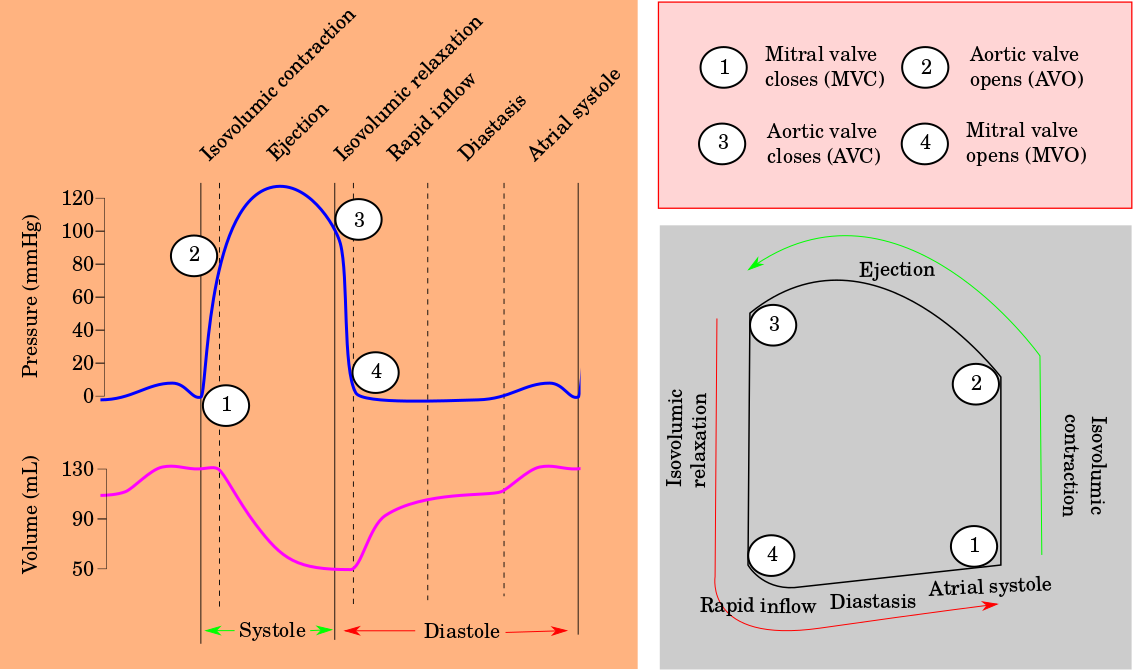 Isovolumic contraction
Ejection
Isovolumic relaxation
Rapid inflow
Diastasis
Atrial systole
Pressure (mmHg)
120
100
80
60
40
20
0
2
3
4
1
Volume (mL)
130
90
50
Systole
Diastole
1
Mitral valve
closes (MVC)
2
Aortic valve
opens (AVO)
3
Aortic valve
closes (AVC)
4
Mitral valve
opens (MVO)
Ejection
3
2
Isovolumic
relaxation
Isovolumic
contraction
4
1
Rapid inflow
Diastasis
Atrial systole